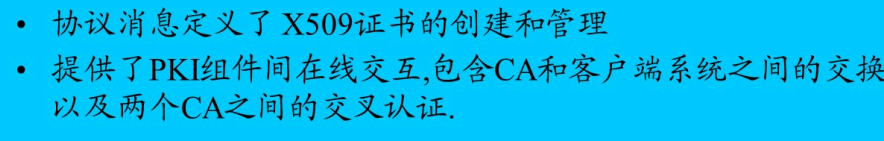 • 协议消息定义了 X509证书的创建和管理
• 提供了PKI组件间在线交互,包含CA和客户端系统之间的交换
以及两个CA之间的交叉认证.